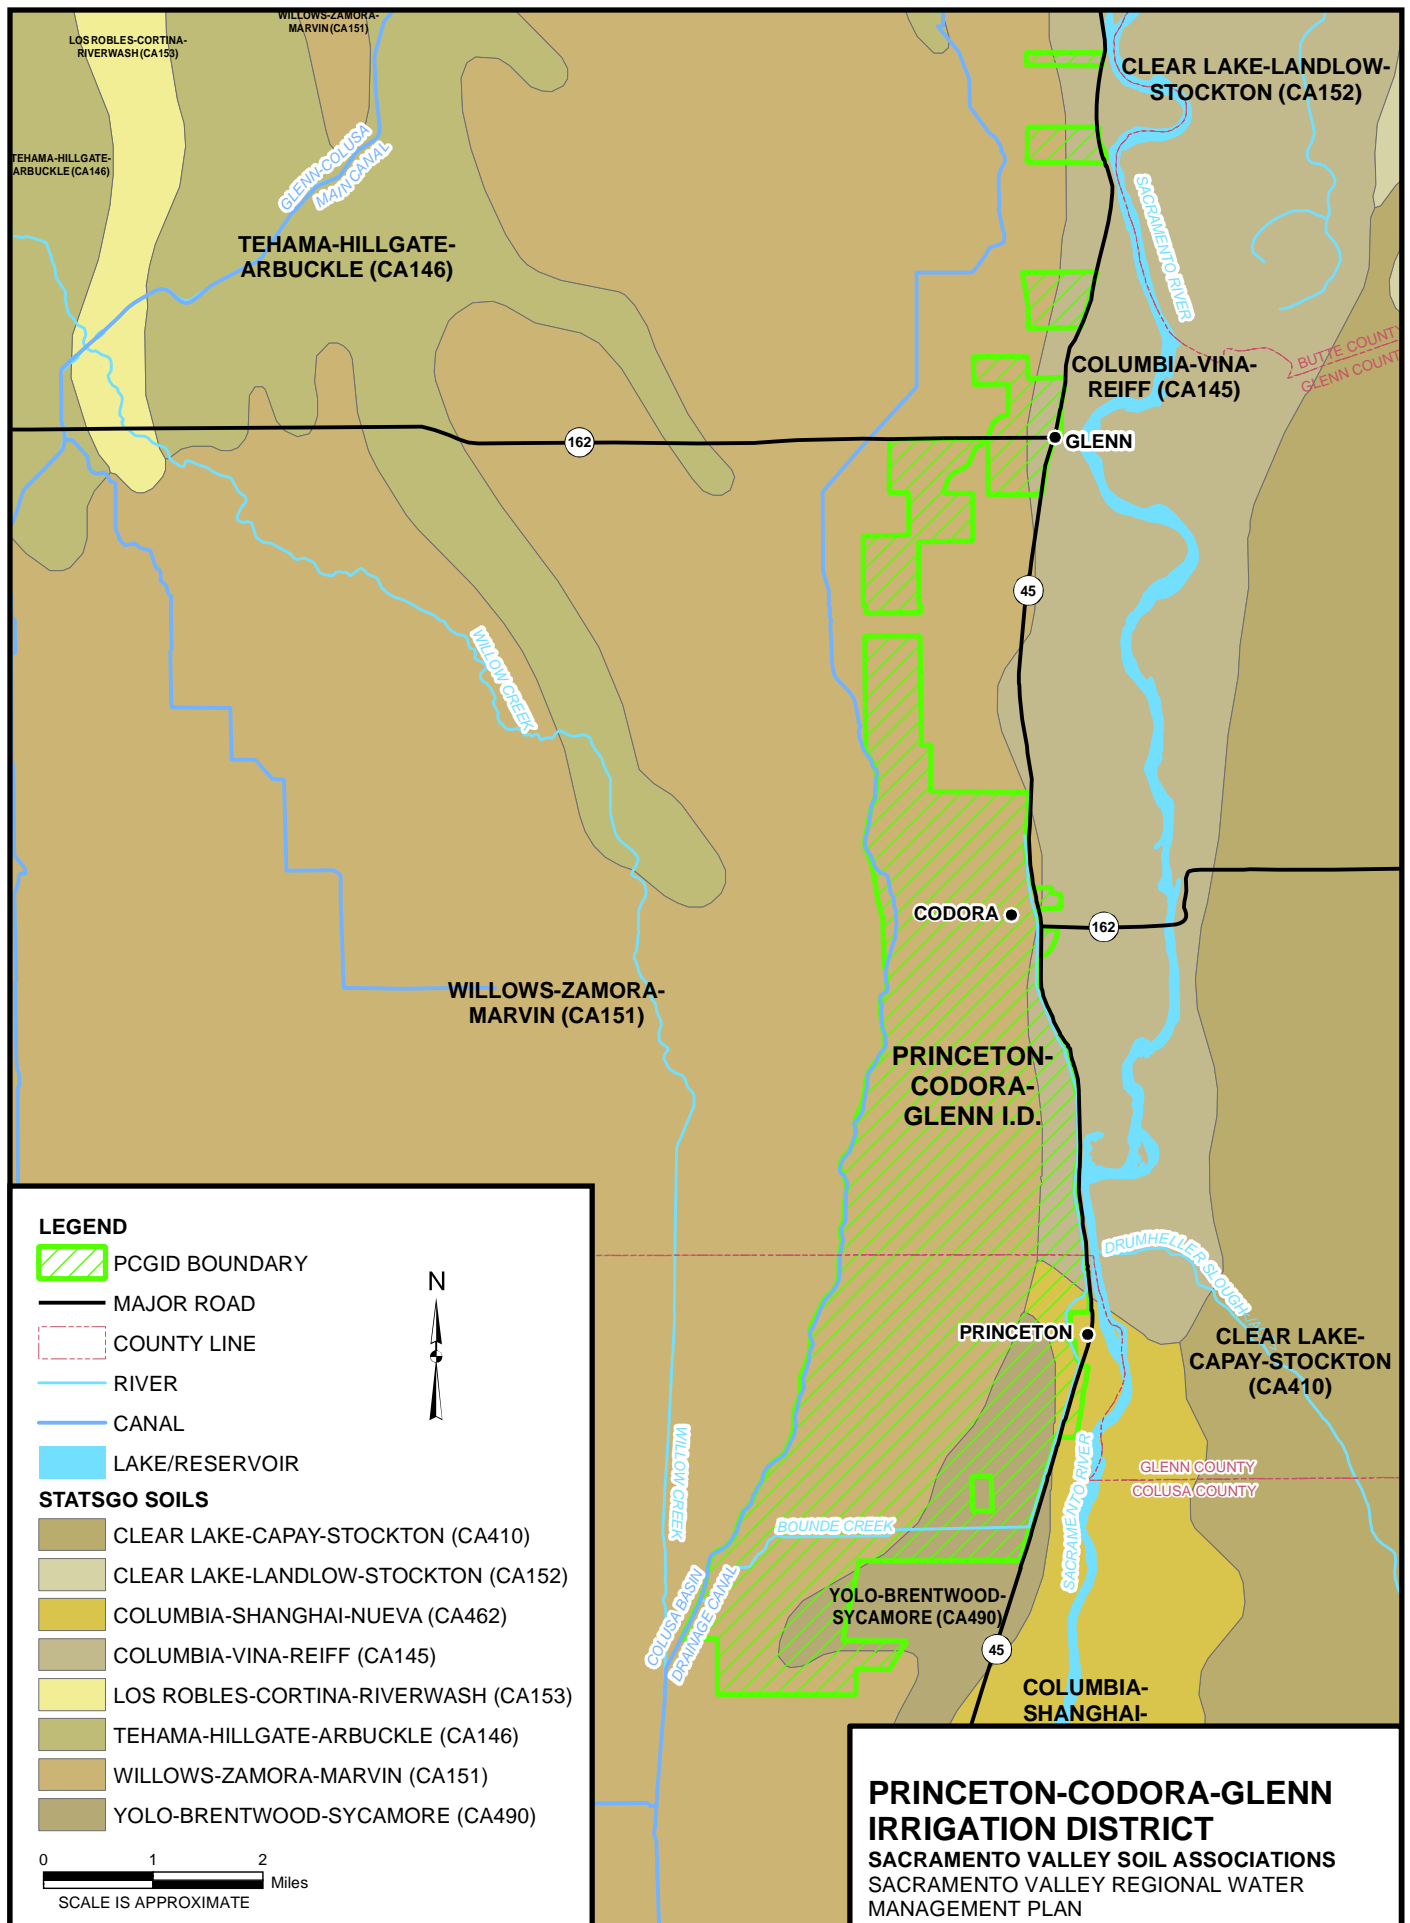 WILLOWS-ZAMORA-
MARVIN (CA151)
LOS ROBLES-CORTINA-
RIVERWASH (CA153)
CLEAR LAKE-LANDLOW-
STOCKTON (CA152)
TEHAMA-HILLGATE-
ARBUCKLE (CA146)
GLENN-COLUSA
MAIN CANAL
SACRAMENTO RIVER
TEHAMA-HILLGATE-
ARBUCKLE (CA146)
BUTTE COUNTY
GLENN COUNT
COLUMBIA-VINA-
REIFF (CA145)
162
GLENN
45
WILLOW CREEK
CODORA
162
WILLOWS-ZAMORA-
MARVIN (CA151)
PRINCETON-
CODORA-
GLENN I.D.
DRUMHELLER SLOUGH
PRINCETON
CLEAR LAKE-
CAPAY-STOCKTON
(CA410)
WILLOW CREEK
SACRAMENTO RIVER
GLENN COUNTY
COLUSA COUNTY
BOUNDE CREEK
COLUSA BASIN
DRAINAGE CANAL
YOLO-BRENTWOOD-
SYCAMORE (CA490)
45
COLUMBIA-
SHANGHAI-
LEGEND
PCGID BOUNDARY
MAJOR ROAD
COUNTY LINE
RIVER
CANAL
LAKE/RESERVOIR
N
STATSGO SOILS
CLEAR LAKE-CAPAY-STOCKTON (CA410)
CLEAR LAKE-LANDLOW-STOCKTON (CA152)
COLUMBIA-SHANGHAI-NUEVA (CA462)
COLUMBIA-VINA-REIFF (CA145)
LOS ROBLES-CORTINA-RIVERWASH (CA153)
TEHAMA-HILLGATE-ARBUCKLE (CA146)
WILLOWS-ZAMORA-MARVIN (CA151)
YOLO-BRENTWOOD-SYCAMORE (CA490)
0 1 2
Miles
SCALE IS APPROXIMATE
PRINCETON-CODORA-GLENN
IRRIGATION DISTRICT
SACRAMENTO VALLEY SOIL ASSOCIATIONS
SACRAMENTO VALLEY REGIONAL WATER
MANAGEMENT PLAN